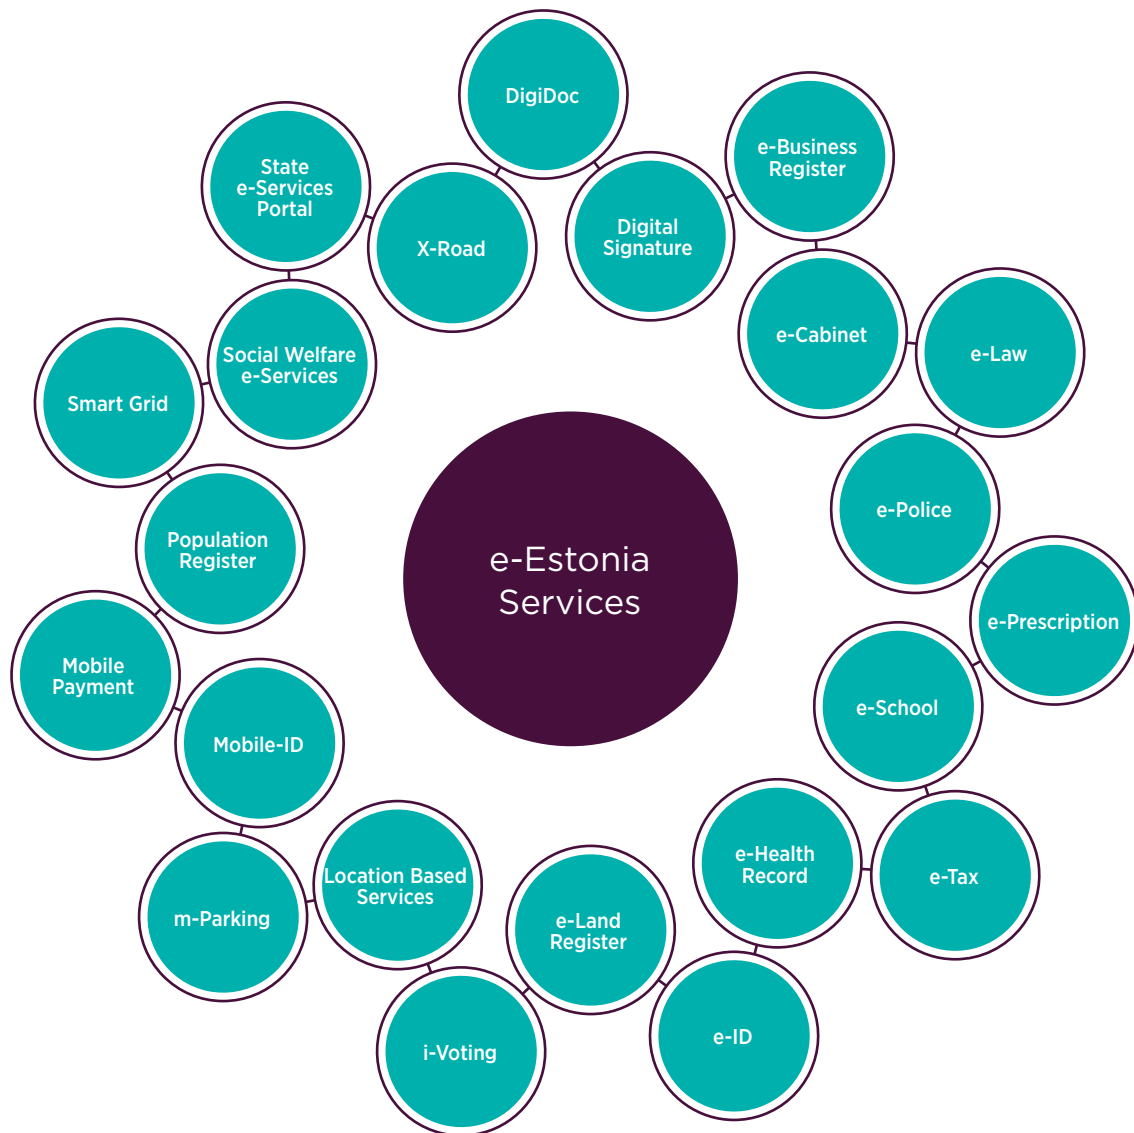 DigiDoc
e-Business
Register
State
e-Services
Portal
Digital
Signature
X-Road
e-Cabinet
e-Law
Social Welfare
e-Services
Smart Grid
e-Police
Population
Register
e-Estonia
Services
e-Prescription
Mobile
Payment
e-School
Mobile-ID
e-Health
Record
e-Tax
Location Based
Services
m-Parking
e-Land
Register
e-ID
i-Voting